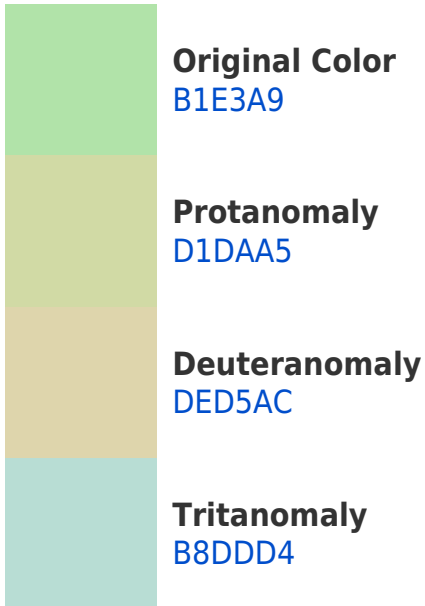 Original Color
B1E3A9
Protanomaly
D1DAA5
Deuteranomaly
DED5AC
Tritanomaly
B8DDD4